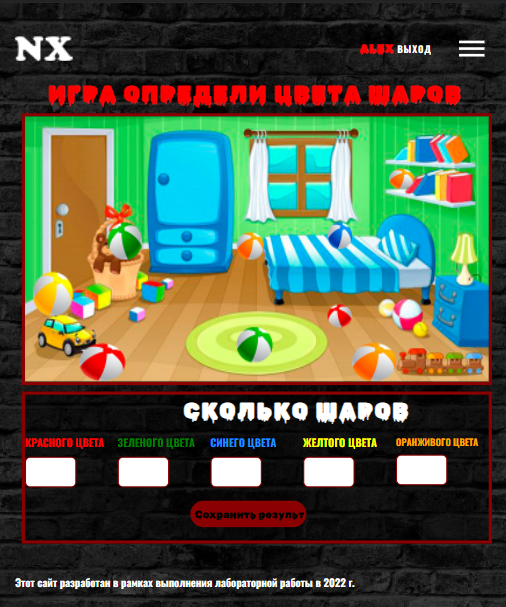 NX
ALEX ВЫХОД
ИГРА ОПРЕДЕЛИ ЦВЕТА ШАРОВ
СКОЛЬКО ШАРОВ
КРАСНОГО ЦВЕТА ЗЕЛЕНОГО ЦВЕТА СИНЕГО ЦВЕТА ЖЕЛТОГО ЦВЕТА ОРАНЖИВОГО ЦВЕТА
Сохранить результ
Этот сайт разработан в рамках выполнения лабораторной работы в 2022 г.